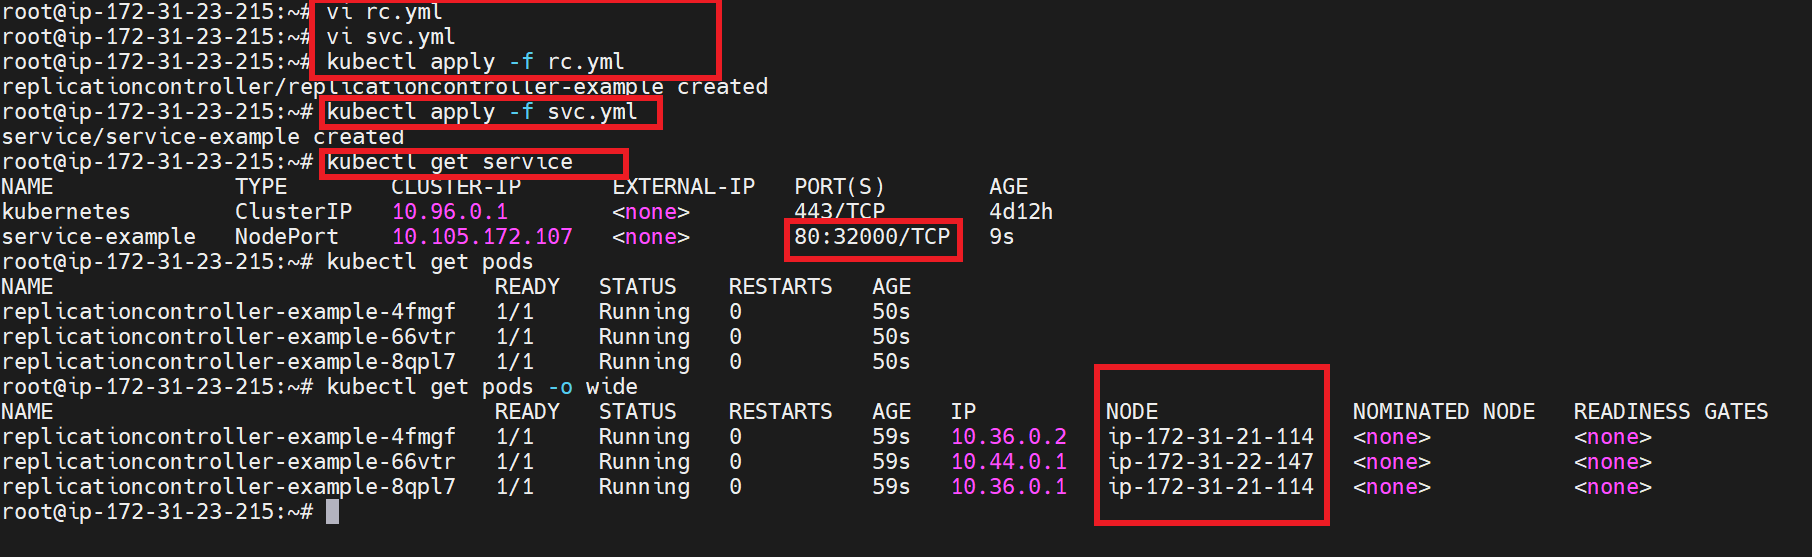 root@ip-172-31-23-215:~# vi rc.yml
root@ip-172-31-23-215:~# vi svc.yml
root@ip-172-31-23-215:~# kubectl apply -f rc.yml
replicationcontroller/replicationcontroller-example created
root@ip-172-31-23-215:~# kubectl apply -f svc.yml
service/service-example created
root@ip-172-31-23-215:~# kubectl get service
NAME TYPE CLUSTER-IP EXTERNAL-IP PORT(S) AGE
kubernetes ClusterIP 10.96.0.1 <none> 443/TCP 4d12h
service-example NodePort 10.105.172.107 <none> 80:32000/TCP 9s
root@ip-172-31-23-215:~# kubectl get pods
NAME READY STATUS RESTARTS AGE
replicationcontroller-example-4fmgf 1/1 Running 0 50s
replicationcontroller-example-66vtr 1/1 Running 0 50s
replicationcontroller-example-8qpl7 1/1 Running 0 50s
root@ip-172-31-23-215:~# kubectl get pods -o wide
NAME READY STATUS RESTARTS AGE IP NODE NOMINATED NODE READINESS GATES
replicationcontroller-example-4fmgf 1/1 Running 0 59s 10.36.0.2 ip-172-31-21-114 <none> <none>
replicationcontroller-example-66vtr 1/1 Running 0 59s 10.44.0.1 ip-172-31-22-147 <none> <none>
replicationcontroller-example-8qpl7 1/1 Running 0 59s 10.36.0.1 ip-172-31-21-114 <none> <none>
root@ip-172-31-23-215:~#